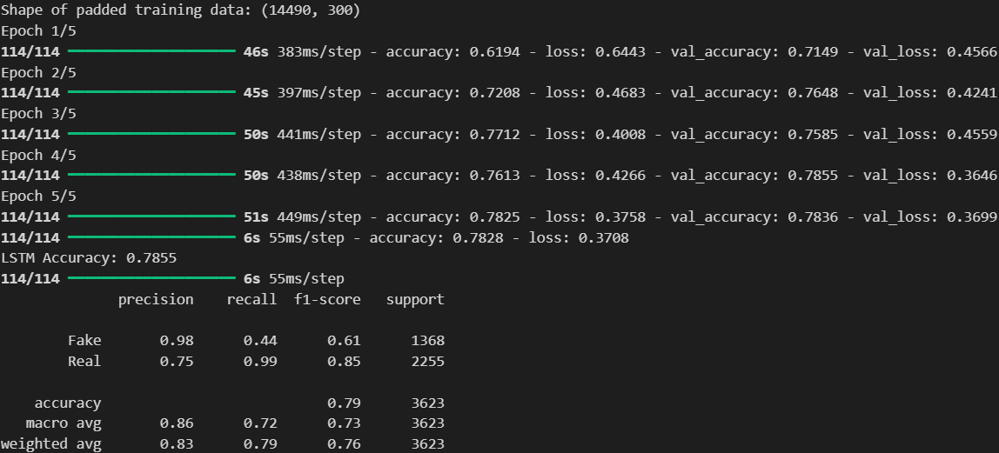 Shape of padded training data: (14490, 300)
Epoch 1/5
114/114 ━━━━━━━━━━━━━━━━━━━━ 46s 383ms/step - accuracy: 0.6194 - loss: 0.6443 - val_accuracy: 0.7149 - val_loss: 0.4566
Epoch 2/5
114/114 ━━━━━━━━━━━━━━━━━━━━ 45s 397ms/step - accuracy: 0.7208 - loss: 0.4683 - val_accuracy: 0.7648 - val_loss: 0.4241
Epoch 3/5
114/114 ━━━━━━━━━━━━━━━━━━━━ 50s 441ms/step - accuracy: 0.7712 - loss: 0.4008 - val_accuracy: 0.7585 - val_loss: 0.4559
Epoch 4/5
114/114 ━━━━━━━━━━━━━━━━━━━━ 50s 438ms/step - accuracy: 0.7613 - loss: 0.4266 - val_accuracy: 0.7855 - val_loss: 0.3646
Epoch 5/5
114/114 ━━━━━━━━━━━━━━━━━━━━ 51s 449ms/step - accuracy: 0.7825 - loss: 0.3758 - val_accuracy: 0.7836 - val_loss: 0.3699
114/114 ━━━━━━━━━━━━━━━━━━━━ 6s 55ms/step - accuracy: 0.7828 - loss: 0.3708
LSTM Accuracy: 0.7855
114/114 ━━━━━━━━━━━━━━━━━━━━ 6s 55ms/step
precision recall f1-score support
Fake 0.98 0.44 0.61 1368
Real 0.75 0.99 0.85 2255
accuracy 0.79 3623
macro avg 0.86 0.72 0.73 3623
weighted avg 0.83 0.79 0.76 3623